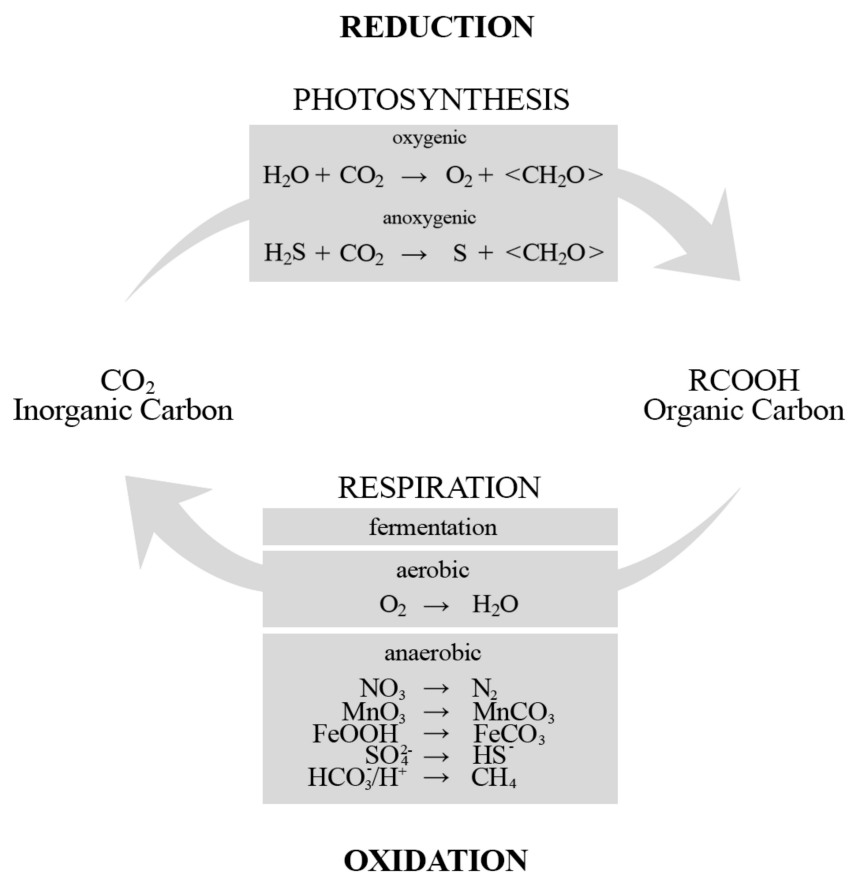 REDUCTION
PHOTOSYNTHESIS
oxygenic
H₂O + CO₂ → O₂ + <CH₂O>
anoxygenic
H₂S + CO₂ → S + <CH₂O>
CO₂
Inorganic Carbon
RCOOH
Organic Carbon
RESPIRATION
fermentation
aerobic
O₂ → H₂O
anaerobic
NO₃ → N₂
MnO₃ → MnCO₃
FeOOH → FeCO₃
SO₄²⁻ → HS⁻
HCO₃⁻/H⁺ → CH₄
OXIDATION